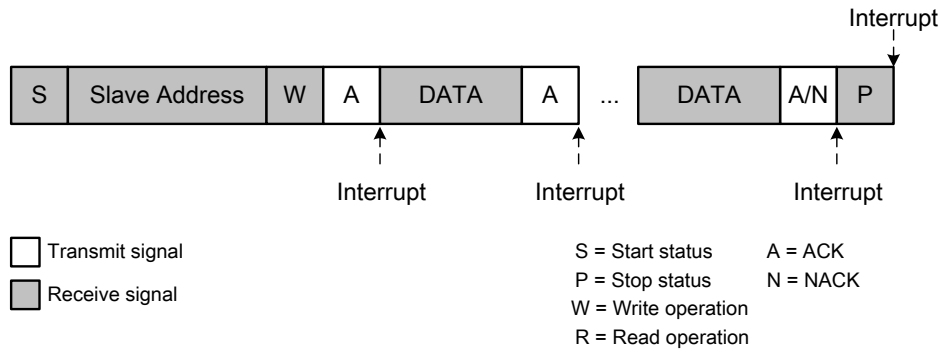 Interrupt
S Slave Address W A DATA A ... DATA A/N P
Interrupt Interrupt Interrupt
Transmit signal
Receive signal
S = Start status A = ACK
P = Stop status N = NACK
W = Write operation
R = Read operation